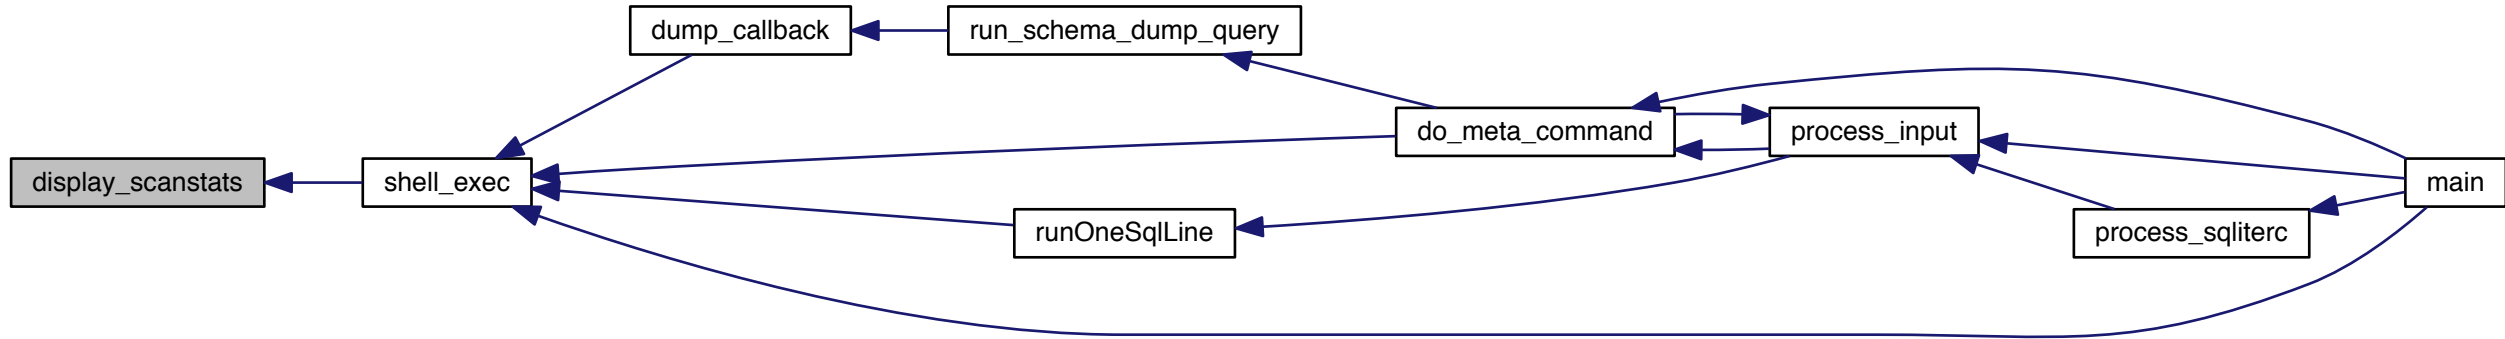 dump_callback
run_schema_dump_query
do_meta_command
process_input
display_scanstats
shell_exec
main
runOneSqlLine
process_sqliterc